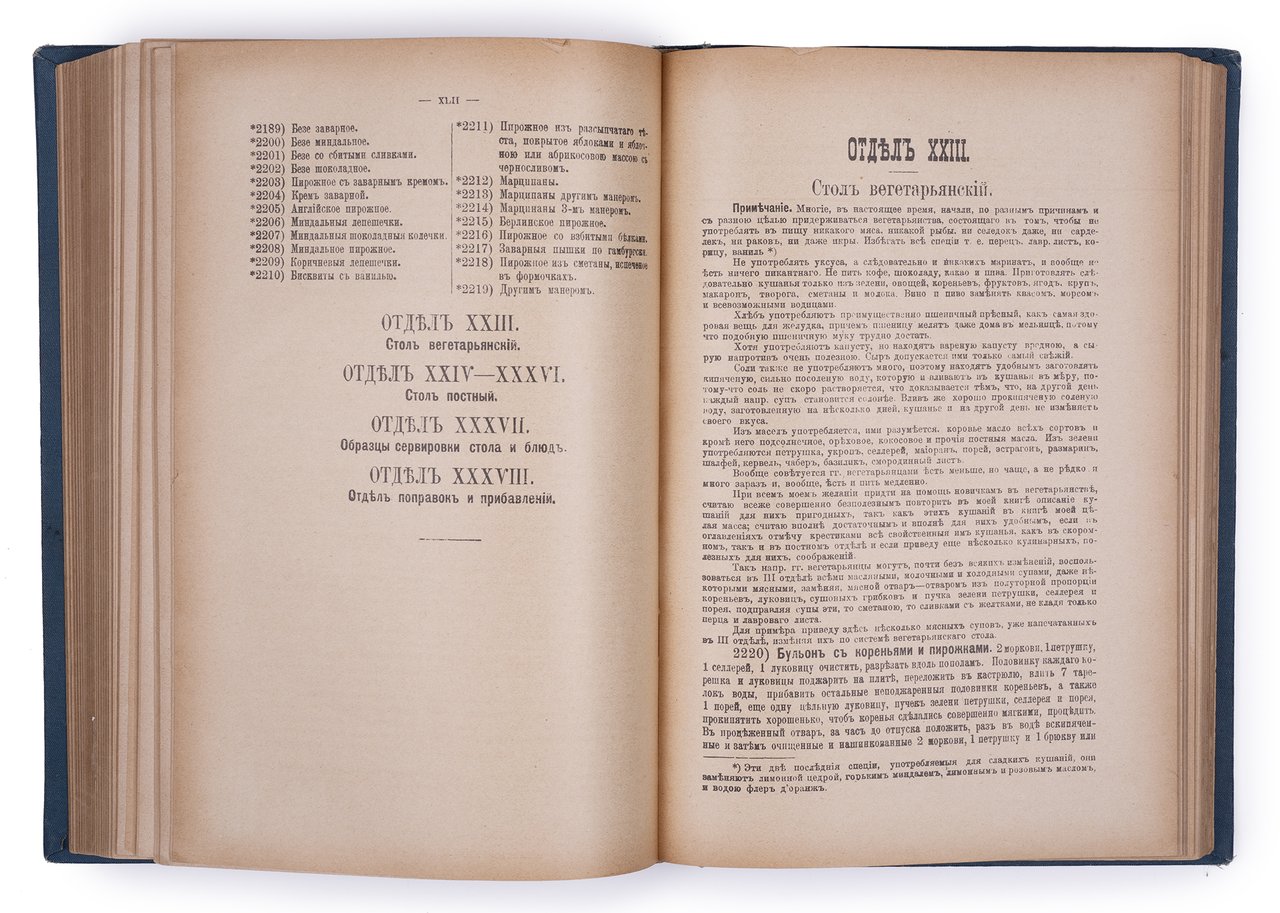 — XLII —
*2189) Безе заварное.
*2200) Безе миндальное.
*2201) Безе со сбитыми сливками.
*2202) Безе шоколадное.
*2203) Пирожное съ заварнымъ кремомъ.
*2204) Кремъ заварной.
*2205) Англійское пирожное.
*2206) Миндальныя лепешечки.
*2207) Миндальныя шоколадныя колечки.
*2208) Миндальное пирожное.
*2209) Коричневыя лепешечки.
*2210) Бисквиты съ ванилью.
*2211) Пирожное изъ разсыпчатаго тѣ-
ста, покрытое яблоками и яблоч-
ною или абрикосовою массою съ
черносливомъ.
*2212) Марципаны.
*2213) Марципаны другимъ манеромъ.
*2214) Марципаны 3-мъ манеромъ.
*2215) Берлинское пирожное.
*2216) Пирожное со взбитыми бѣлками.
*2217) Заварныя пышки по гамбургски.
*2218) Пирожное изъ сметаны, испеченое
въ формочкахъ.
*2219) Другимъ манеромъ.
ОТДѢЛЪ XXIII.
Столъ вегетарьянскій.
ОТДѢЛЪ XXIV—XXXVI.
Столъ постный.
ОТДѢЛЪ XXXVII.
Образцы сервировки стола и блюдъ.
ОТДѢЛЪ XXXVIII.
Отдѣлъ поправокъ и прибавленій.
ОТДѢЛЪ XXIII.
Столъ вегетарьянскій.
Примѣчаніе. Многіе, въ настоящее время, начали, по разнымъ причинамъ и
съ разною цѣлью придерживаться вегетарьянства, состоящаго въ томъ, чтобы не
употреблять въ пищу никакого мяса, никакой рыбы, ни селедокъ даже, ни сарде-
лекъ, ни раковъ, ни даже икры. Избѣгать всѣ спеціи т. е. перецъ, лавр. листъ, ко-
рицу, ваниль *)
Не употреблять уксуса, а слѣдовательно и никакихъ маринатъ, и вообще не
ѣсть ничего пикантнаго. Не пить кофе, шоколаду, какао и пива. Приготовлять слѣ-
довательно кушанья только изъ зелени, овощей, кореньевъ, фруктовъ, ягодъ, крупъ,
макаронъ, творога, сметаны и молока. Вино и пиво замѣнять квасомъ, морсомъ
и всевозможными водицами.
Хлѣбъ употребляютъ преимущественно пшеничный прѣсный, какъ самая здо-
ровая вещь для желудка, причемъ пшеницу мелятъ даже дома въ мельницѣ, потому
что подобную пшеничную муку трудно достать.
Хотя употребляютъ капусту, но находятъ вареную капусту вредною, а сы-
рую напротивъ очень полезною. Сыръ допускается ими только самый свѣжій.
Соли также не употребляютъ много, поэтому находятъ удобнымъ заготовлять
кипяченую, сильно посоленую воду, которую и вливаютъ въ кушанья въ мѣру, по-
тому-что соль не скоро растворяется, что доказывается тѣмъ, что, на другой день
каждый напр. супъ становится солонѣе. Вливъ же хорошо прокипяченую соленую
воду, заготовленную на нѣсколько дней, кушанье и на другой день не измѣняетъ
своего вкуса.
Изъ маселъ употребляется, ими разумѣется, коровье масло всѣхъ сортовъ и
кромѣ него подсолнечное, орѣховое, кокосовое и прочія постныя масла. Изъ зелени
употребляются петрушка, укропъ, селлерей, маіоранъ, порей, эстрагонъ, размаринъ,
шалфей, кервель, чаберъ, базиликъ, смородинный листъ.
Вообще совѣтуется гг. вегетарьянцамъ ѣсть меньше, но чаще, а не рѣдко и
много заразъ и, вообще, ѣсть и пить медленно.
При всемъ моемъ желаніи придти на помощь новичкамъ въ вегетарьянствѣ,
считаю всеже совершенно безполезнымъ повторить въ моей книгѣ описаніе ку-
шаній для нихъ пригодныхъ, такъ какъ этихъ кушаній въ книгѣ моей цѣ-
лая масса; считаю вполнѣ достаточнымъ и вполнѣ для нихъ удобнымъ, если въ
оглавленіяхъ отмѣчу крестиками всѣ свойственныя имъ кушанья, какъ въ скором-
номъ, такъ и въ постномъ отдѣлѣ и если приведу еще нѣсколько кулинарныхъ, по-
лезныхъ для нихъ, соображеній.
Такъ напр. гг. вегетарьянцы могутъ, почти безъ всякихъ измѣненій, восполь-
зоваться въ III отдѣлѣ всѣми масляными, молочными и холодными супами, даже нѣ-
которыми мясными, замѣняя, мясной отваръ—отваромъ изъ полуторной пропорціи
кореньевъ, луковицъ, сушовыхъ грибковъ и пучка зелени петрушки, селлерея и
порея, подправляя супы эти, то сметаною, то сливками съ желтками, не кладя только
перца и лавроваго листа.
Для примѣра приведу здѣсь нѣсколько мясныхъ суповъ, уже напечатанныхъ
въ III отдѣлѣ, измѣняя ихъ по системѣ вегетарьянскаго стола.
2220) Бульонъ съ кореньями и пирожками. 2 моркови, 1 петрушку,
1 селлерей, 1 луковицу очистить, разрѣзать вдоль пополамъ. Половинку каждаго ко-
решка и луковицы поджарить на плитѣ, переложить въ кастрюлю, влить 7 таре-
локъ воды, прибавить остальные неподжаренныя половинки кореньевъ, а также
1 порей, еще одну цѣльную луковицу, пучекъ зелени петрушки, селлерея и порея,
прокипятить хорошенько, чтобъ коренья сдѣлались совершенно мягкими, процѣдить.
Въ процѣженный отваръ, за часъ до отпуска положить, разъ въ водѣ вскипячен-
ные и затѣмъ очищенные и нашинкованные 2 моркови, 1 петрушку и 1 брюкву или
*) Эти двѣ послѣднія спеціи, употребляемыя для сладкихъ кушаній, они
замѣняютъ лимонной цедрой, горькимъ миндалемъ, лимоннымъ и розовымъ масломъ,
и водою флеръ д'оранжъ.